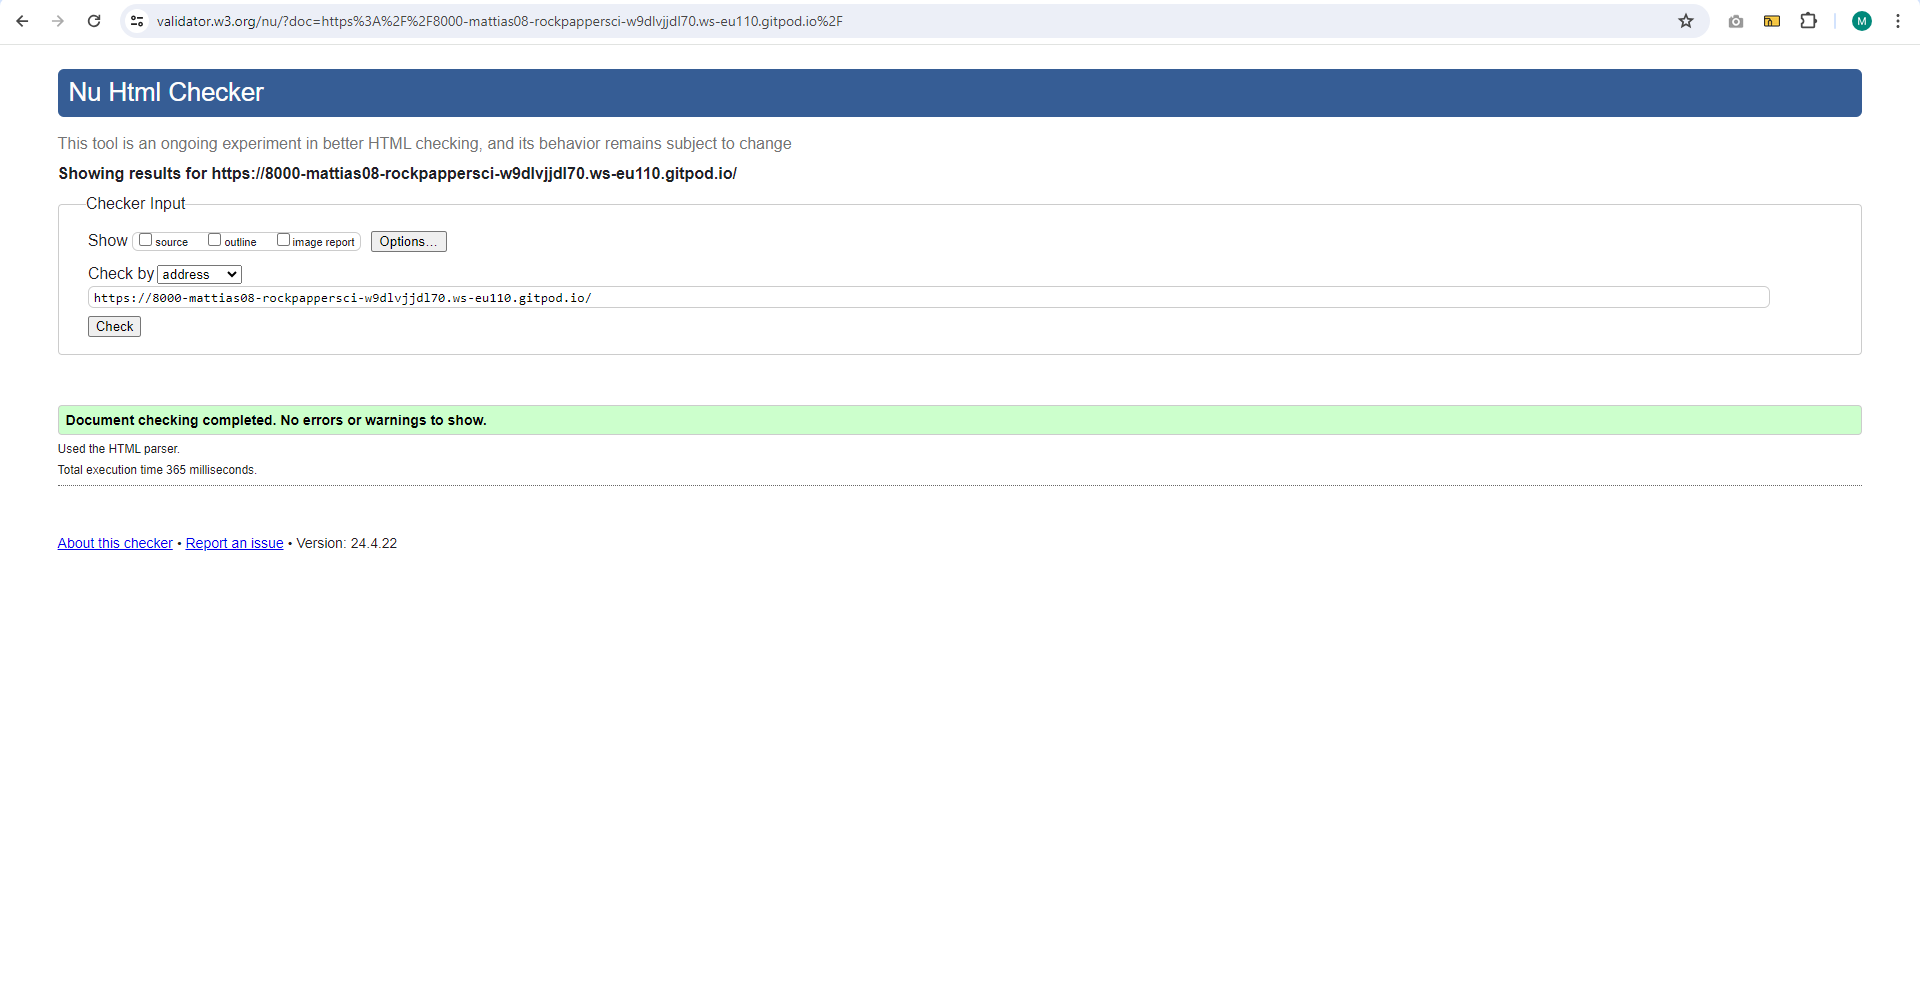 validator.w3.org/nu/?doc=https%3A%2F%2F8000-mattias08-rockpappersci-w9dlvjjdl70.ws-eu110.gitpod.io%2F
M
Nu Html Checker
This tool is an ongoing experiment in better HTML checking, and its behavior remains subject to change
Showing results for https://8000-mattias08-rockpappersci-w9dlvjjdl70.ws-eu110.gitpod.io/
Checker Input
Show source outline image report Options...
Check by address
https://8000-mattias08-rockpappersci-w9dlvjjdl70.ws-eu110.gitpod.io/
Check
Document checking completed. No errors or warnings to show.
Used the HTML parser.
Total execution time 365 milliseconds.
About this checker • Report an issue • Version: 24.4.22